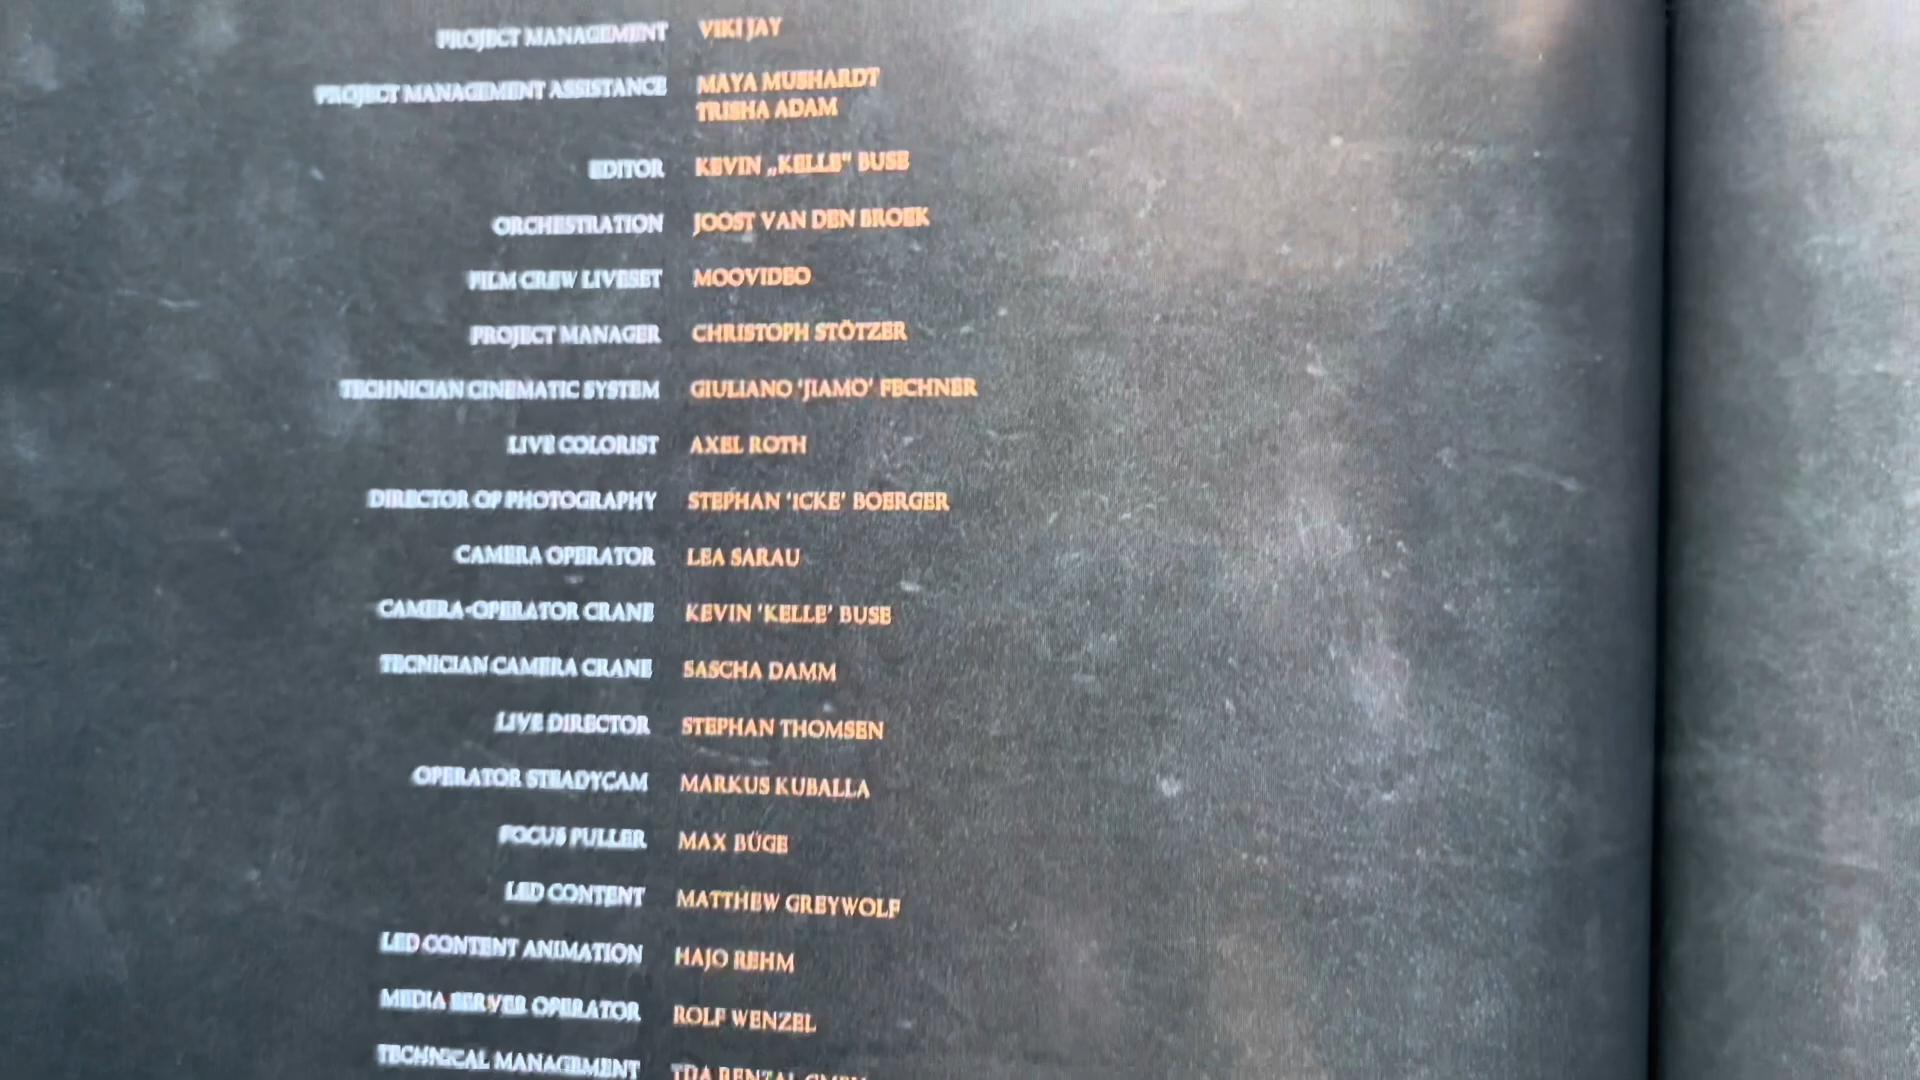 PROJECT MANAGEMENT VIKI JAY
PROJECT MANAGEMENT ASSISTANCE MAYA MUSHARDT
TRISHA ADAM
EDITOR KEVIN „KELLE" BUSE
ORCHESTRATION JOOST VAN DEN BROEK
FILM CREW LIVESET MOOVIDEO
PROJECT MANAGER CHRISTOPH STÖTZER
TECHNICIAN CINEMATIC SYSTEM GIULIANO 'JIAMO' FECHNER
LIVE COLORIST AXEL ROTH
DIRECTOR OF PHOTOGRAPHY STEPHAN 'ICKE' BOERGER
CAMERA OPERATOR LEA SARAU
CAMERA-OPERATOR CRANE KEVIN 'KELLE' BUSE
TECNICIAN CAMERA CRANE SASCHA DAMM
LIVE DIRECTOR STEPHAN THOMSEN
OPERATOR STEADYCAM MARKUS KUBALLA
FOCUS PULLER MAX BÜGE
LED CONTENT MATTHEW GREYWOLF
LED CONTENT ANIMATION HAJO REHM
MEDIA SERVER OPERATOR ROLF WENZEL
TECHNICAL MANAGEMENT RENTAL GMBH